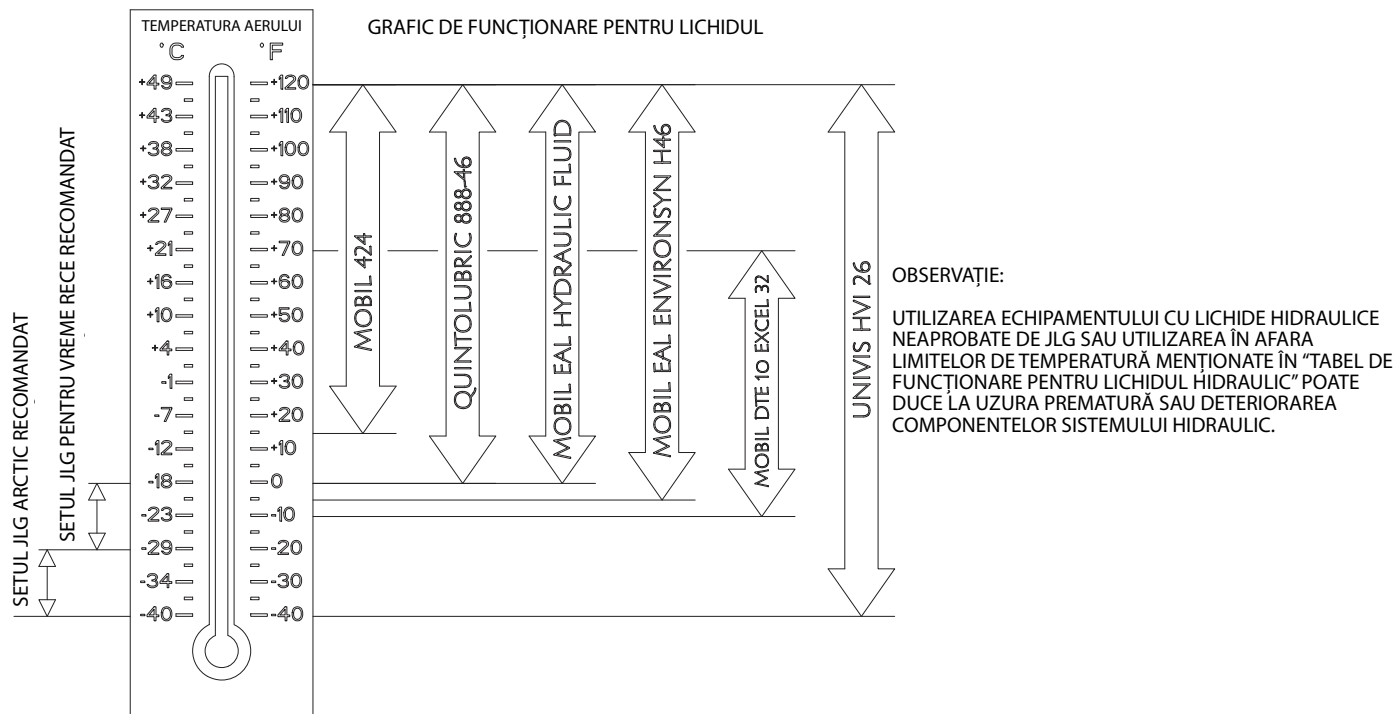 TEMPERATURA AERULUI
°C °F
+49 +120
+43 +110
+38 +100
+32 +90
+27 +80
+21 +70
+16 +60
+10 +50
+4 +40
-1 +30
-7 +20
-12 +10
-18 0
-23 -10
-29 -20
-34 -30
-40 -40
SETUL JLG ARCTIC RECOMANDAT
SETUL JLG PENTRU VREME RECE RECOMANDAT
GRAFIC DE FUNCȚIONARE PENTRU LICHIDUL
MOBIL 424
QUINTOLUBRIC 888-46
MOBIL EAL HYDRAULIC FLUID
MOBIL EAL ENVIRONSYN H46
MOBIL DTE 10 EXCEL 32
UNIVIS HVI 26
OBSERVAȚIE:
UTILIZAREA ECHIPAMENTULUI CU LICHIDE HIDRAULICE
NEAPROBATE DE JLG SAU UTILIZAREA ÎN AFARA
LIMITELOR DE TEMPERATURĂ MENȚIONATE ÎN “TABEL DE
FUNCȚIONARE PENTRU LICHIDUL HIDRAULIC” POATE
DUCE LA UZURA PREMATURĂ SAU DETERIORAREA
COMPONENTELOR SISTEMULUI HIDRAULIC.